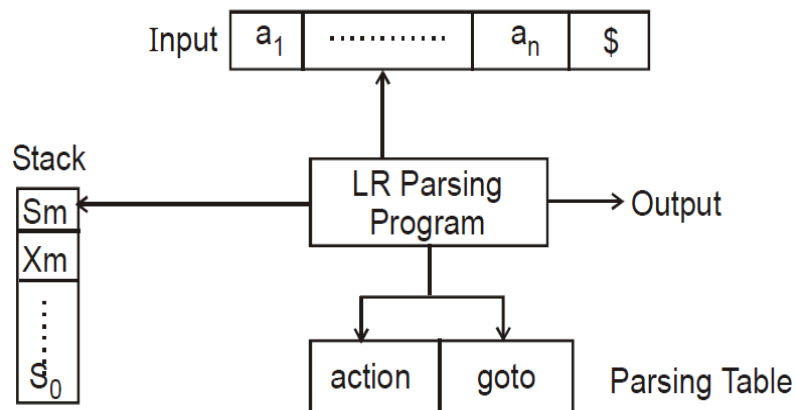 Input a₁ ............ aₙ $
Stack
LR Parsing
Program
Output
Sm
Xm
S₀
action goto
Parsing Table